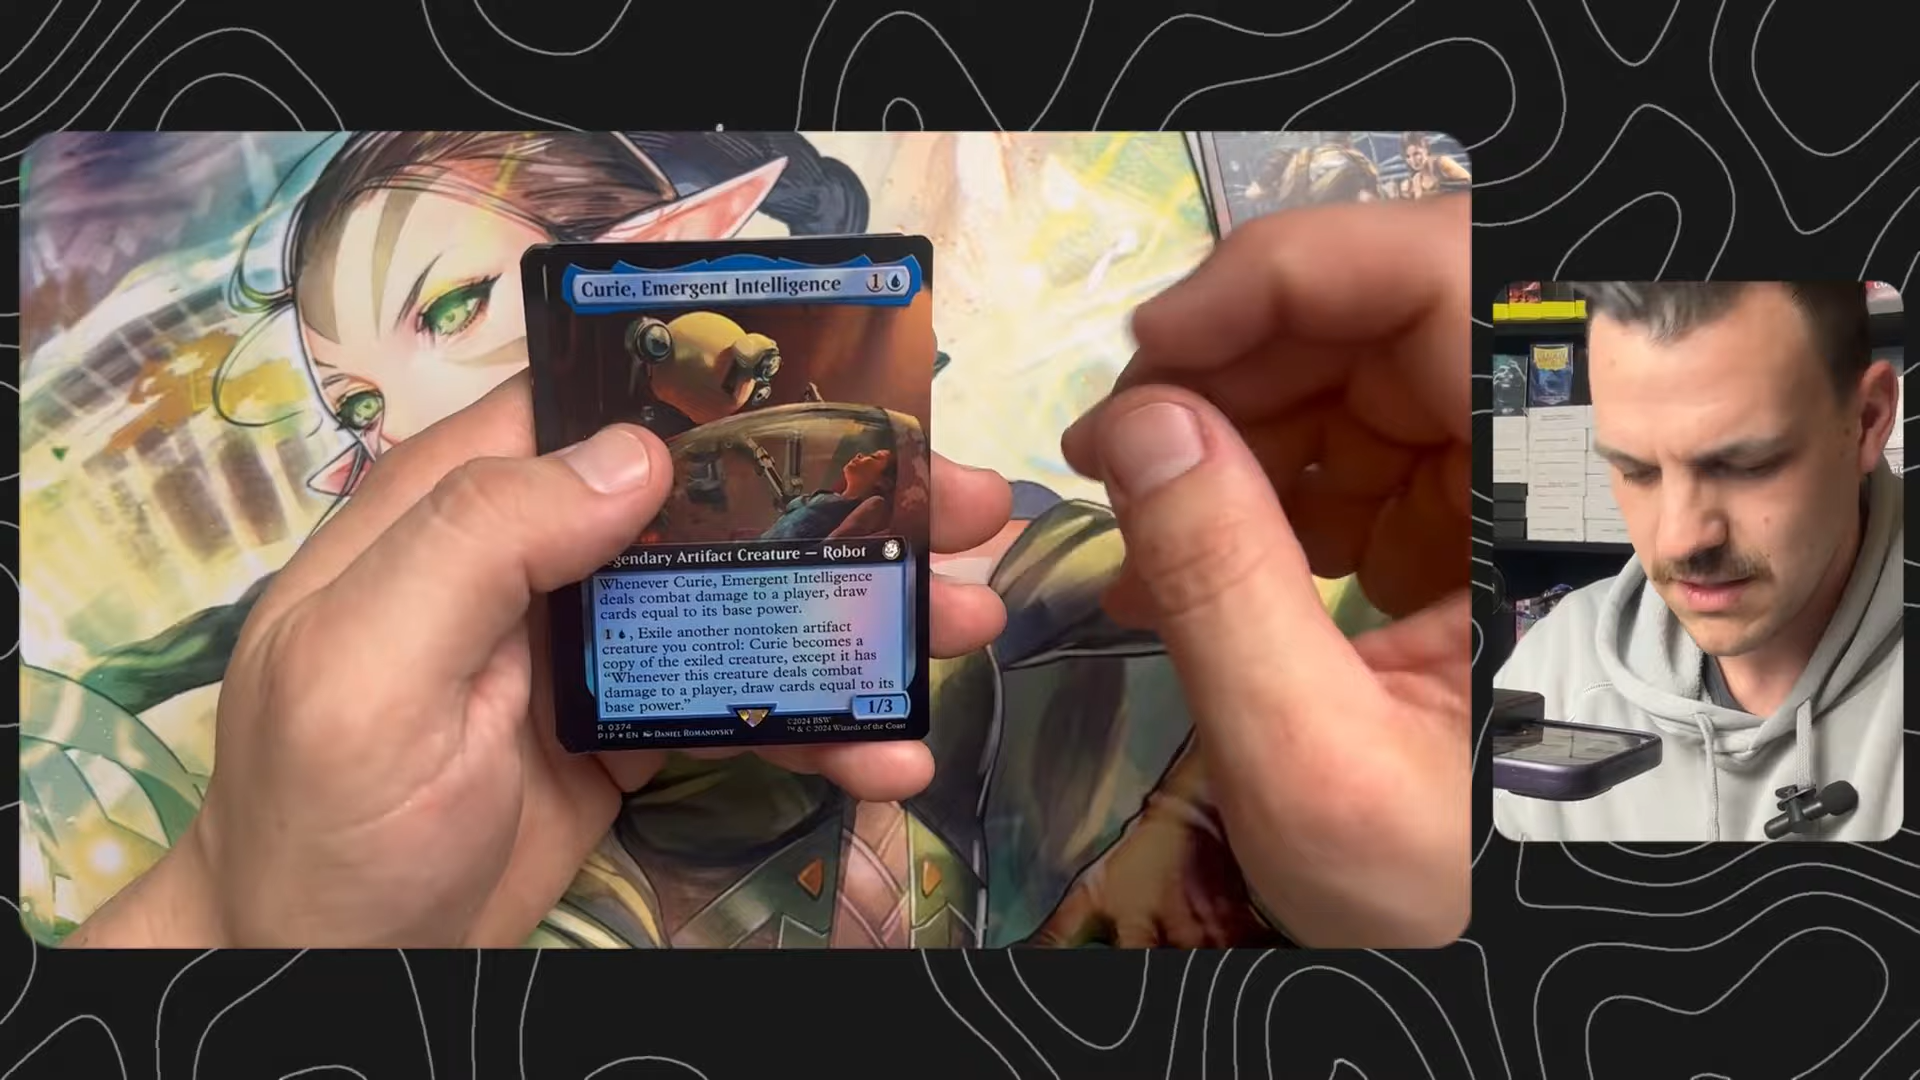 Curie, Emergent Intelligence 1
gendary Artifact Creature — Robot
Whenever Curie, Emergent Intelligence
deals combat damage to a player, draw
cards equal to its base power.
1 , Exile another nontoken artifact
creature you control: Curie becomes a
copy of the exiled creature, except it has
“Whenever this creature deals combat
damage to a player, draw cards equal to its
base power.”
1/3
R 0374
PIP ★ EN Daniel Romanovsky
©2024 BSW
™ & © 2024 Wizards of the Coast